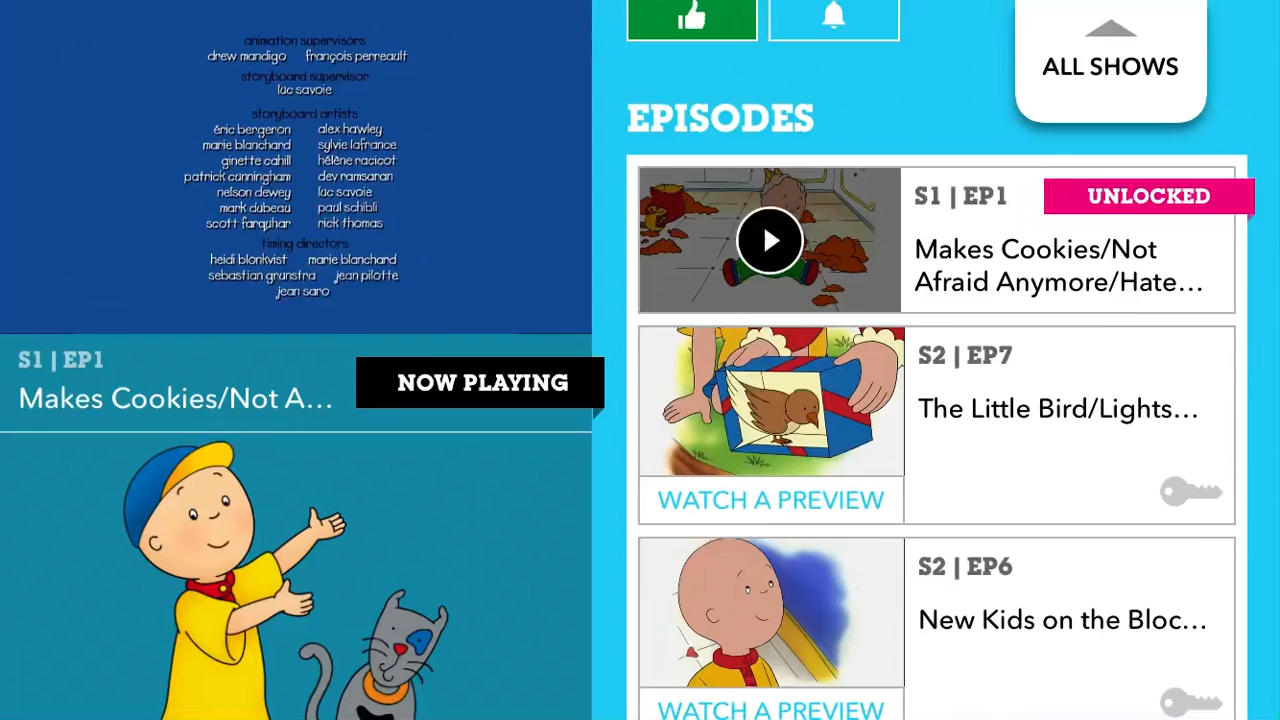 animation supervisors
drew mandigo françois perreault
storyboard supervisor
luc savoie
storyboard artists
éric bergeron alex hawley
marie blanchard sylvie lafrance
ginette cahill hélène racicot
patrick cunningham dev ramsaran
nelson dewey luc savoie
mark dubeau paul schibli
scott farquhar rick thomas
timing directors
heidi blomkvist marie blanchard
sebastian grunstra jean pilotte
jean saro
S1 | EP1
Makes Cookies/Not A...
NOW PLAYING
ALL SHOWS
EPISODES
S1 | EP1
UNLOCKED
Makes Cookies/Not
Afraid Anymore/Hate...
S2 | EP7
The Little Bird/Lights...
WATCH A PREVIEW
S2 | EP6
New Kids on the Bloc...
WATCH A PREVIEW